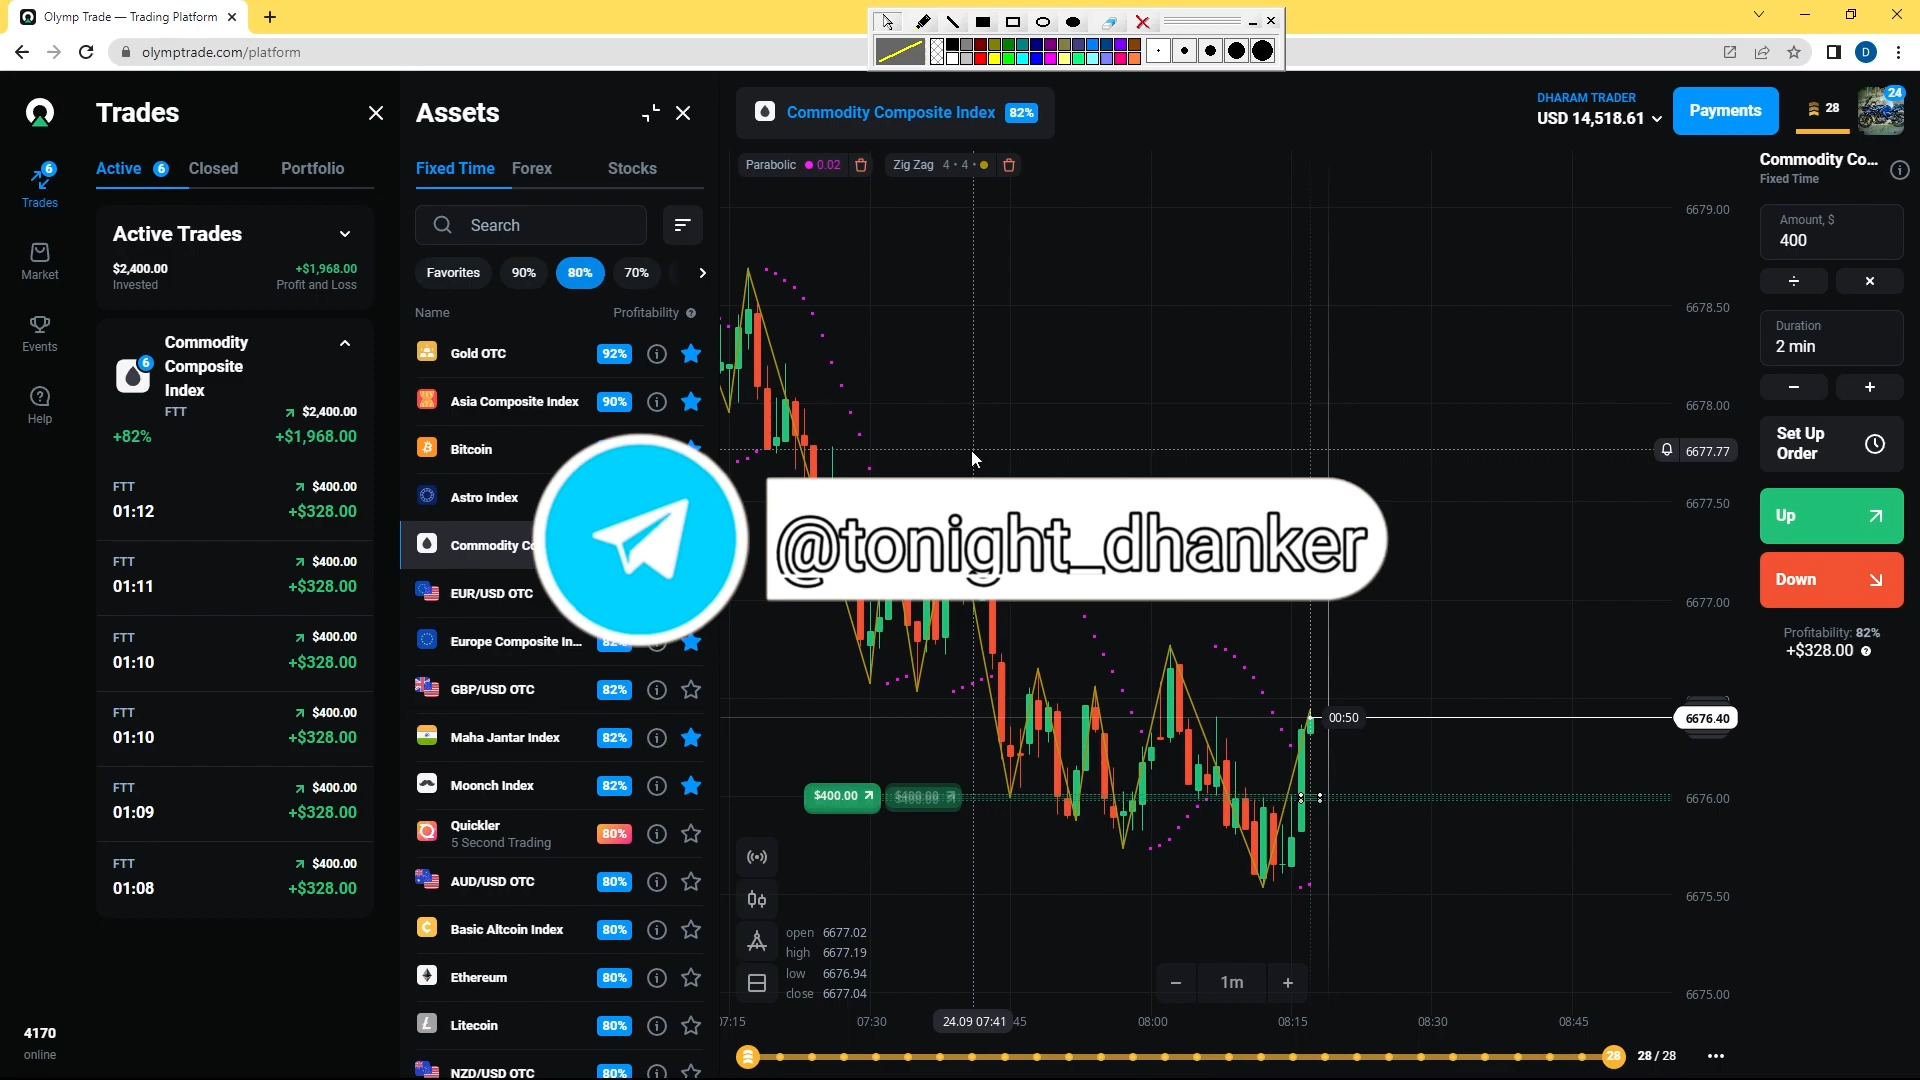 Olymp Trade — Trading Platform
olymptrade.com/platform
D
Trades
Assets
Commodity Composite Index 82%
DHARAM TRADER
USD 14,518.61
Payments
28
24
6
Trades
Market
Events
Help
4170
online
Active 6 Closed Portfolio
Active Trades
$2,400.00 +$1,968.00
Invested Profit and Loss
6
Commodity
Composite
Index
FTT $2,400.00
+82% +$1,968.00
FTT $400.00
01:12 +$328.00
FTT $400.00
01:11 +$328.00
FTT $400.00
01:10 +$328.00
FTT $400.00
01:10 +$328.00
FTT $400.00
01:09 +$328.00
FTT $400.00
01:08 +$328.00
Fixed Time Forex Stocks
Search
Favorites 90% 80% 70%
Name Profitability
Gold OTC 92%
Asia Composite Index 90%
Bitcoin
Astro Index
Commodity Co
EUR/USD OTC
Europe Composite In... 82%
GBP/USD OTC 82%
Maha Jantar Index 82%
Moonch Index 82%
Quickler 80%
5 Second Trading
AUD/USD OTC 80%
Basic Altcoin Index 80%
Ethereum 80%
Litecoin 80%
NZD/USD OTC 80%
Parabolic 0.02
Zig Zag 4 • 4 •
@tonight_dhanker
00:50
$400.00 $400.00
open 6677.02
high 6677.19
low 6676.94
close 6677.04
1m
6679.00
6678.50
6678.00
6677.77
6677.50
6677.00
6676.40
6676.00
6675.50
6675.00
07:15 07:30 24.09 07:41 45 08:00 08:15 08:30 08:45
28 28 / 28
Commodity Co...
Fixed Time
Amount, $
400
÷ ×
Duration
2 min
− +
Set Up
Order
Up
Down
Profitability: 82%
+$328.00